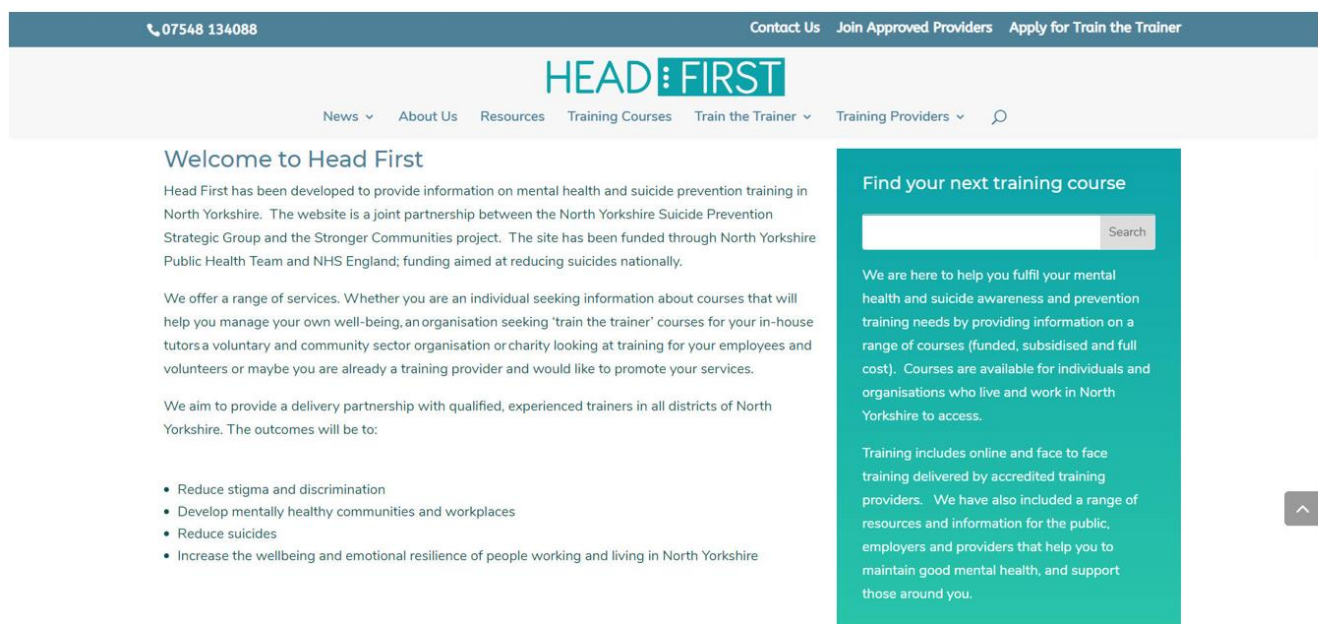 07548 134088
Contact Us Join Approved Providers Apply for Train the Trainer
HEAD FIRST
News About Us Resources Training Courses Train the Trainer Training Providers
Welcome to Head First
Head First has been developed to provide information on mental health and suicide prevention training in
North Yorkshire. The website is a joint partnership between the North Yorkshire Suicide Prevention
Strategic Group and the Stronger Communities project. The site has been funded through North Yorkshire
Public Health Team and NHS England; funding aimed at reducing suicides nationally.
We offer a range of services. Whether you are an individual seeking information about courses that will
help you manage your own well-being, an organisation seeking ‘train the trainer’ courses for your in-house
tutors a voluntary and community sector organisation or charity looking at training for your employees and
volunteers or maybe you are already a training provider and would like to promote your services.
We aim to provide a delivery partnership with qualified, experienced trainers in all districts of North
Yorkshire. The outcomes will be to:
• Reduce stigma and discrimination
• Develop mentally healthy communities and workplaces
• Reduce suicides
• Increase the wellbeing and emotional resilience of people working and living in North Yorkshire
Find your next training course
Search
We are here to help you fulfil your mental
health and suicide awareness and prevention
training needs by providing information on a
range of courses (funded, subsidised and full
cost). Courses are available for individuals and
organisations who live and work in North
Yorkshire to access.
Training includes online and face to face
training delivered by accredited training
providers. We have also included a range of
resources and information for the public,
employers and providers that help you to
maintain good mental health, and support
those around you.